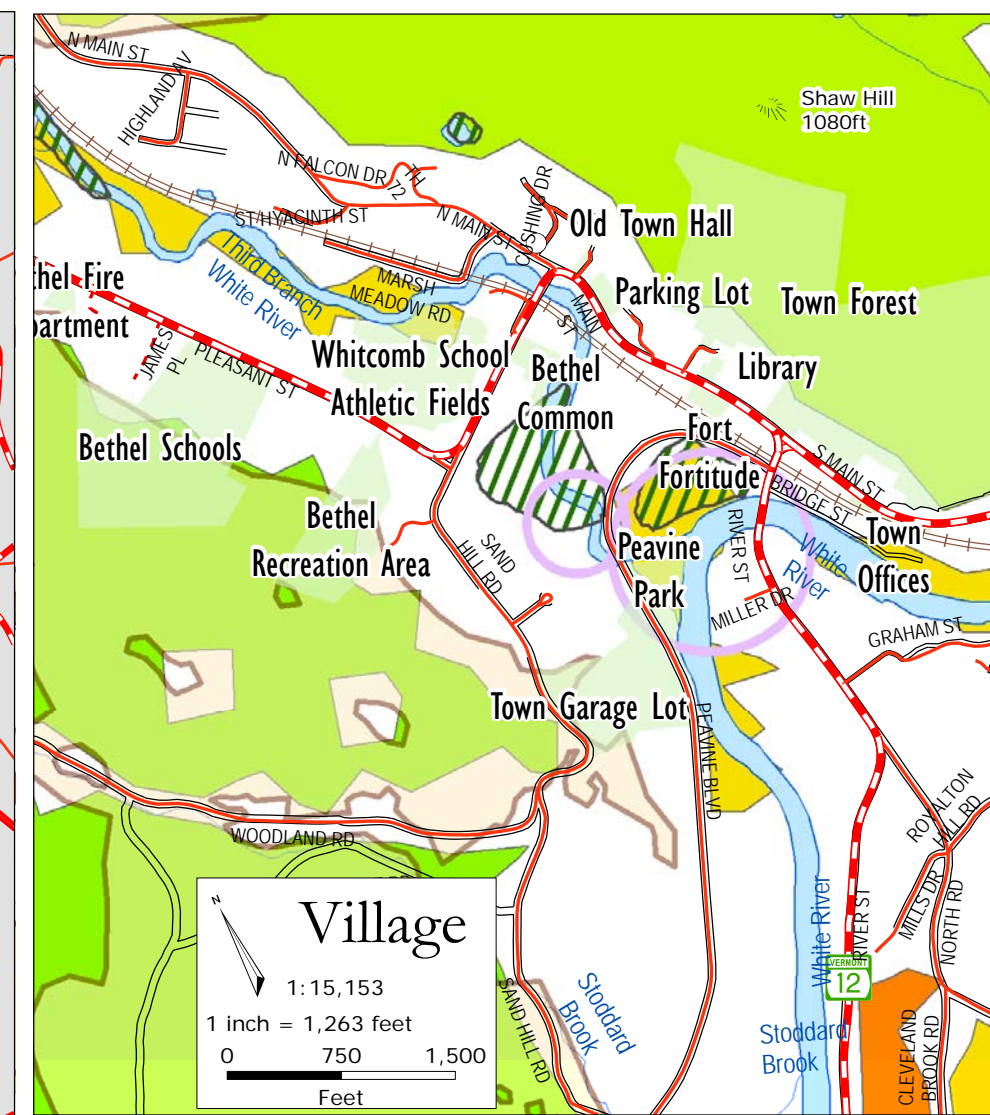 N MAIN ST
HIGHLAND AV
Shaw Hill
1080ft
N FALCON DR
TH
72
CUSHING DR
ST HYACINTH ST
N MAIN ST
Old Town Hall
Third Branch
White River
MARSH
MEADOW RD
MAIN
ST
Parking Lot
Town Forest
JAMES
PL
PLEASANT ST
Whitcomb School
Athletic Fields
Bethel
Common
Library
Bethel Schools
Fort
Fortitude
S MAIN ST
BRIDGE ST
Bethel
Recreation Area
SAND
HILL RD
Peavine
Park
RIVER ST
White
River
Town
Offices
MILLER DR
GRAHAM ST
Town Garage Lot
PEAVINE BLVD
WOODLAND RD
ROYALTON
HILL RD
MILLS DR
NORTH RD
White River
RIVER ST
VERMONT
12
Stoddard
Brook
SAND HILL RD
Stoddard
Brook
CLEVELAND
BROOK RD
N
Village
1:15,153
1 inch = 1,263 feet
0 750 1,500
Feet